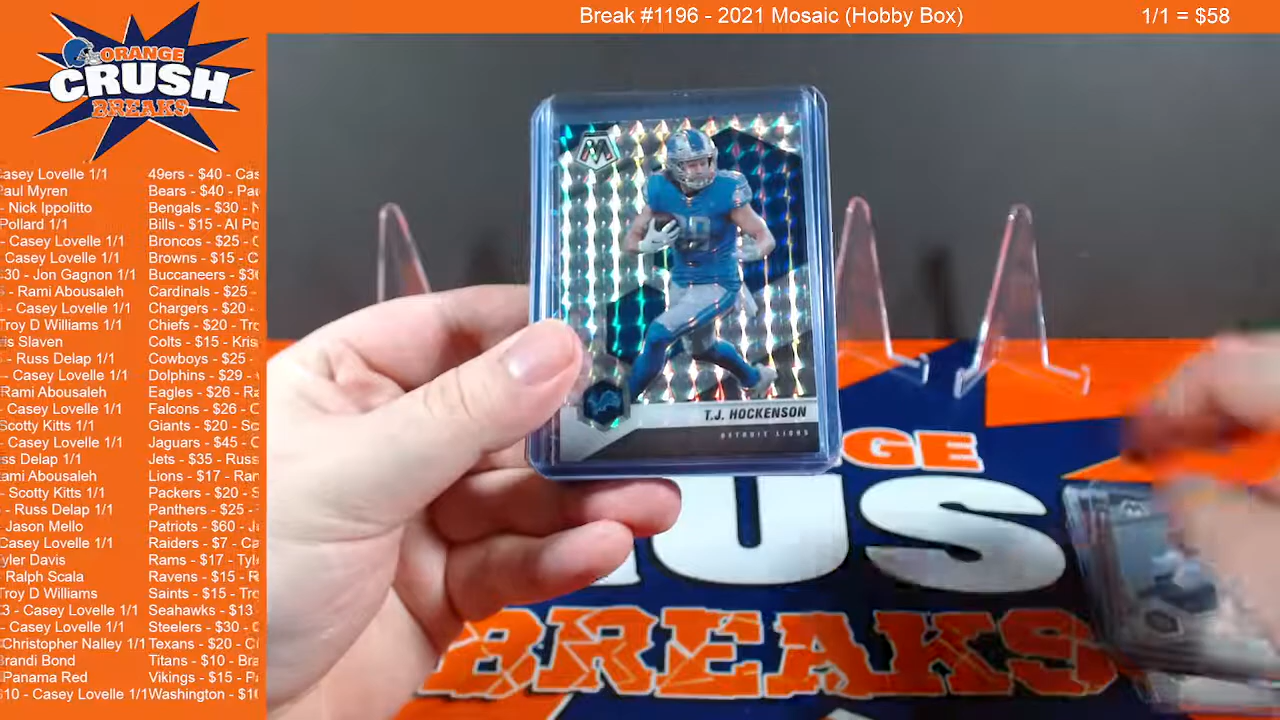 Break #1196 - 2021 Mosaic (Hobby Box)
1/1 = $58
ORANGE
CRUSH
BREAKS
asey Lovelle 1/1
aul Myren
- Nick Ippolitto
Pollard 1/1
- Casey Lovelle 1/1
Casey Lovelle 1/1
30 - Jon Gagnon 1/1
- Rami Abousaleh
- Casey Lovelle 1/1
Troy D Williams 1/1
is Slaven
- Russ Delap 1/1
- Casey Lovelle 1/1
Rami Abousaleh
- Casey Lovelle 1/1
Scotty Kitts 1/1
- Casey Lovelle 1/1
ss Delap 1/1
ami Abousaleh
- Scotty Kitts 1/1
- Russ Delap 1/1
- Jason Mello
Casey Lovelle 1/1
yler Davis
- Ralph Scala
Troy D Williams
3 - Casey Lovelle 1/1
- Casey Lovelle 1/1
Christopher Nalley 1/1
Brandi Bond
Panama Red
10 - Casey Lovelle 1/1
49ers - $40 - Cas
Bears - $40 - Pau
Bengals - $30 - N
Bills - $15 - Al Po
Broncos - $25 - C
Browns - $15 - C
Buccaneers - $3
Cardinals - $25 -
Chargers - $20 -
Chiefs - $20 - Tro
Colts - $15 - Kris
Cowboys - $25 -
Dolphins - $29 -
Eagles - $26 - Ra
Falcons - $26 - C
Giants - $20 - Sc
Jaguars - $45 - C
Jets - $35 - Russ
Lions - $17 - Ran
Packers - $20 - S
Panthers - $25 -
Patriots - $60 - Ja
Raiders - $7 - Ca
Rams - $17 - Tyl
Ravens - $15 - R
Saints - $15 - Tro
Seahawks - $13
Steelers - $30 - C
Texans - $20 - C
Titans - $10 - Bra
Vikings - $15 - P
Washington - $10
T.J. HOCKENSON
DETROIT LIONS
GE
US
BREAKS